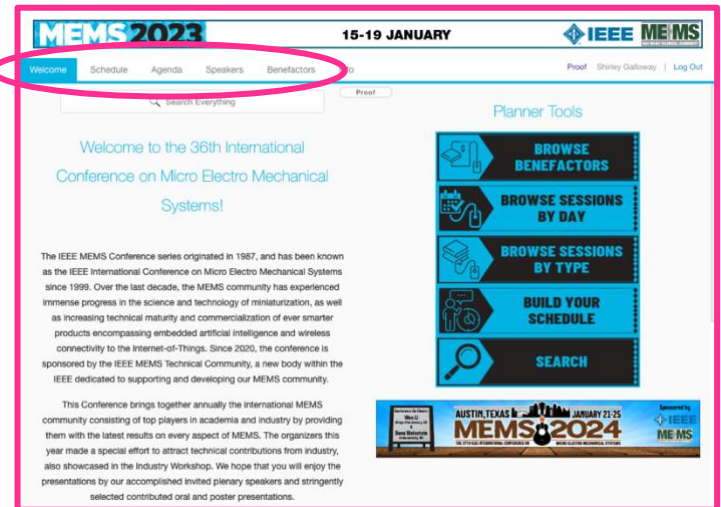 MEMS 2023 15-19 JANUARY IEEE MEMS
Welcome Schedule Agenda Speakers Benefactors Proof Shirley Galloway | Log Out
Search Everything
Proof
Welcome to the 36th International
Conference on Micro Electro Mechanical
Systems!
The IEEE MEMS Conference series originated in 1987, and has been known
as the IEEE International Conference on Micro Electro Mechanical Systems
since 1999. Over the last decade, the MEMS community has experienced
immense progress in the science and technology of miniaturization, as well
as increasing technical maturity and commercialization of ever smarter
products encompassing embedded artificial intelligence and wireless
connectivity to the Internet-of-Things. Since 2020, the conference is
sponsored by the IEEE MEMS Technical Community, a new body within the
IEEE dedicated to supporting and developing our MEMS community.
This Conference brings together annually the international MEMS
community consisting of top players in academia and industry by providing
them with the latest results on every aspect of MEMS. The organizers this
year made a special effort to attract technical contributions from industry,
also showcased in the Industry Workshop. We hope that you will enjoy the
presentations by our accomplished invited plenary speakers and stringently
selected contributed oral and poster presentations.
Planner Tools
BROWSE
BENEFACTORS
BROWSE SESSIONS
BY DAY
BROWSE SESSIONS
BY TYPE
BUILD YOUR
SCHEDULE
SEARCH
AUSTIN, TEXAS JANUARY 21-25
MEMS 2024
Sponsored by
IEEE
MEMS